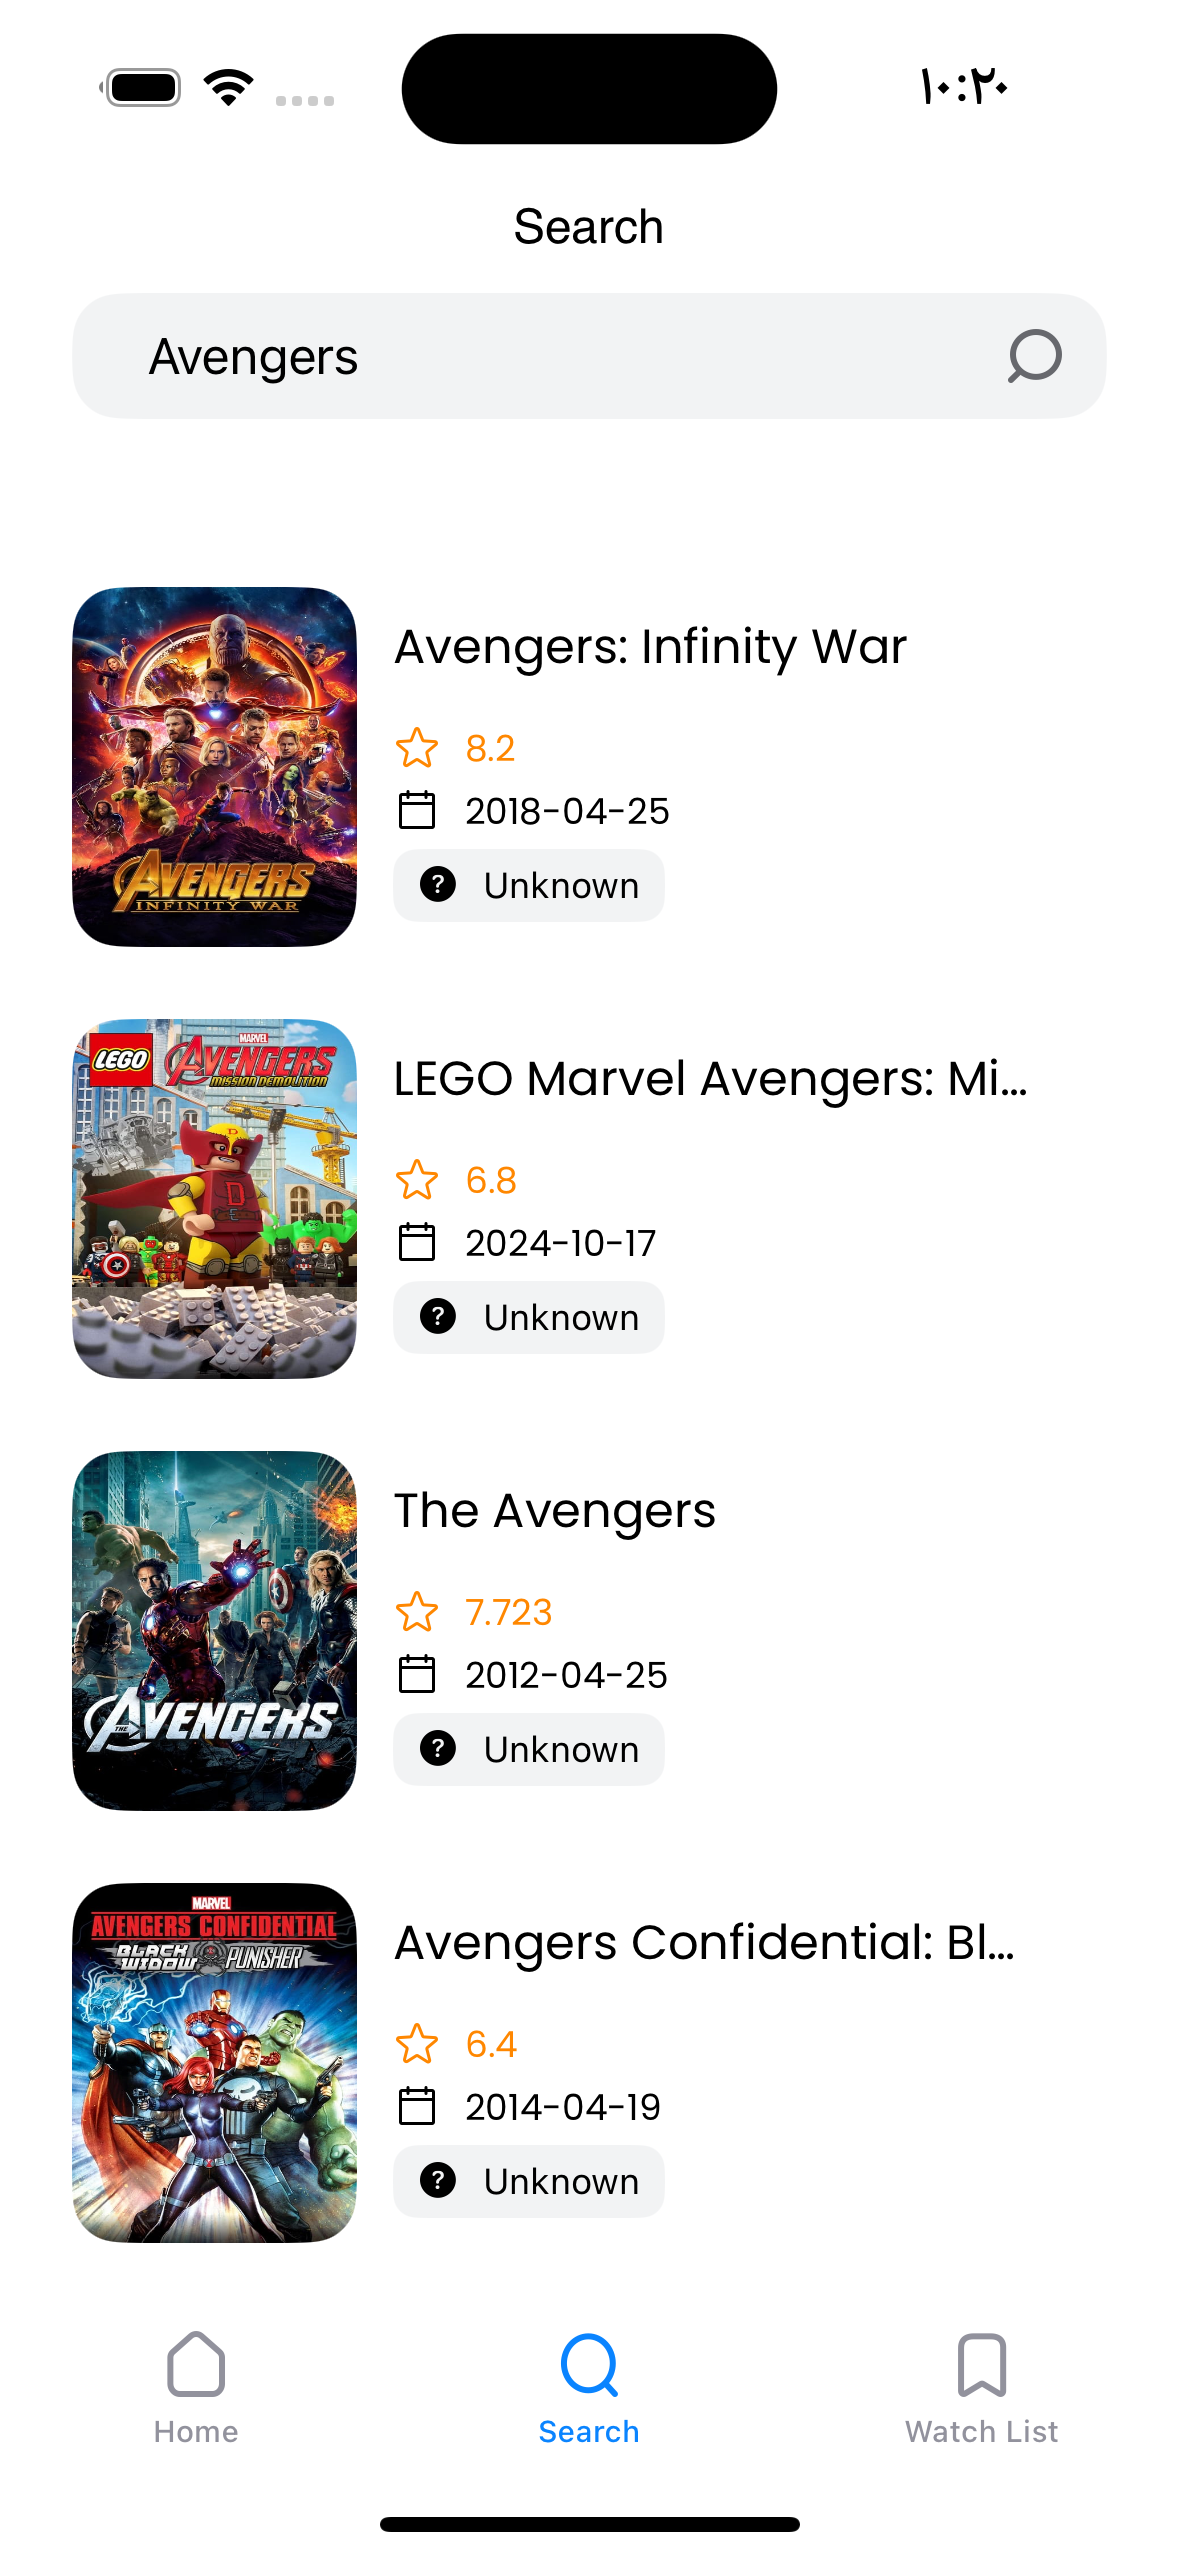 ۱۰:۲۰
Search
Avengers
AVENGERS
INFINITY WAR
Avengers: Infinity War
8.2
2018-04-25
? Unknown
LEGO
MARVEL
AVENGERS
MISSION DEMOLITION
D
LEGO Marvel Avengers: Mi...
6.8
2024-10-17
? Unknown
THE AVENGERS
The Avengers
7.723
2012-04-25
? Unknown
MARVEL
AVENGERS CONFIDENTIAL
BLACK WIDOW PUNISHER
Avengers Confidential: Bl...
6.4
2014-04-19
? Unknown
Home
Search
Watch List